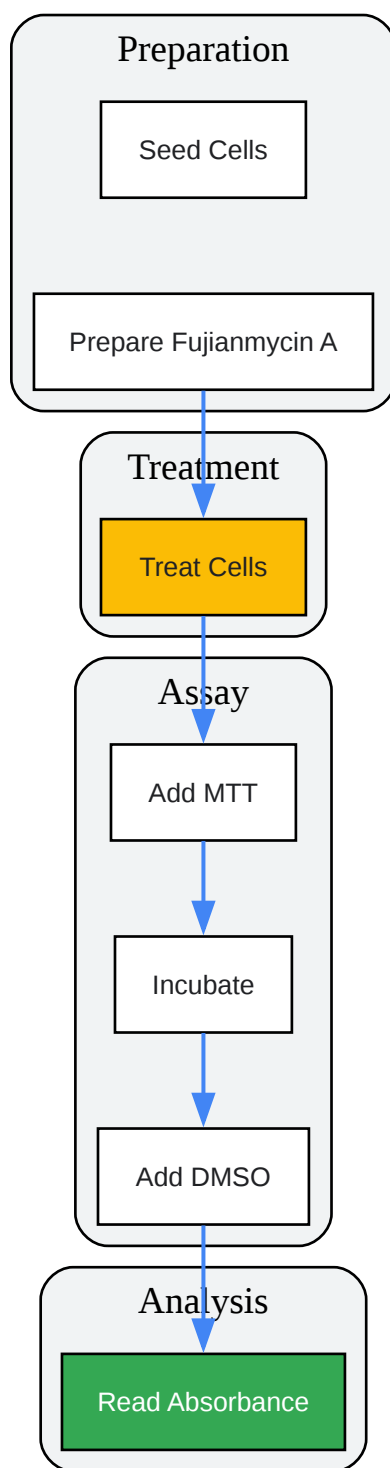 Preparation
Seed Cells
Prepare Fujianmycin A
Treatment
Treat Cells
Assay
Add MTT
Incubate
Add DMSO
Analysis
Read Absorbance